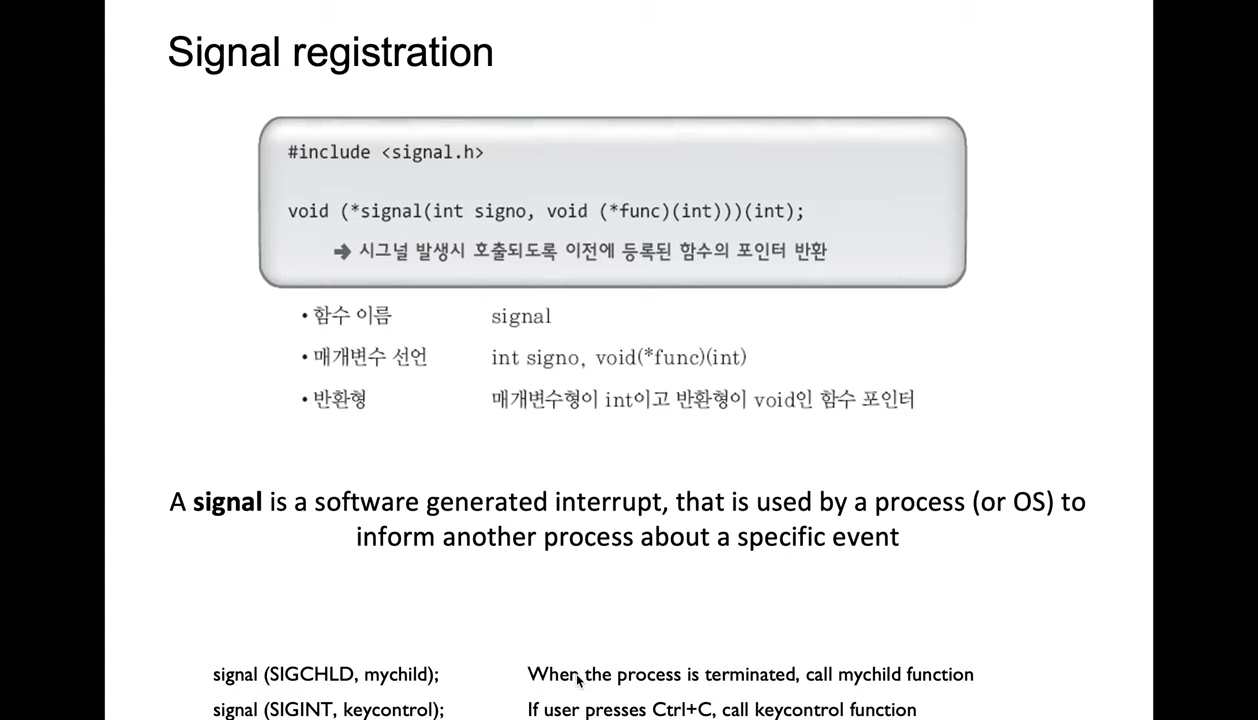 Signal registration
#include <signal.h>
void (*signal(int signo, void (*func)(int)))(int);
➔ 시그널 발생시 호출되도록 이전에 등록된 함수의 포인터 반환
• 함수 이름 signal
• 매개변수 선언 int signo, void(*func)(int)
• 반환형 매개변수형이 int이고 반환형이 void인 함수 포인터
A signal is a software generated interrupt, that is used by a process (or OS) to
inform another process about a specific event
signal (SIGCHLD, mychild); When the process is terminated, call mychild function
signal (SIGINT, keycontrol); If user presses Ctrl+C, call keycontrol function